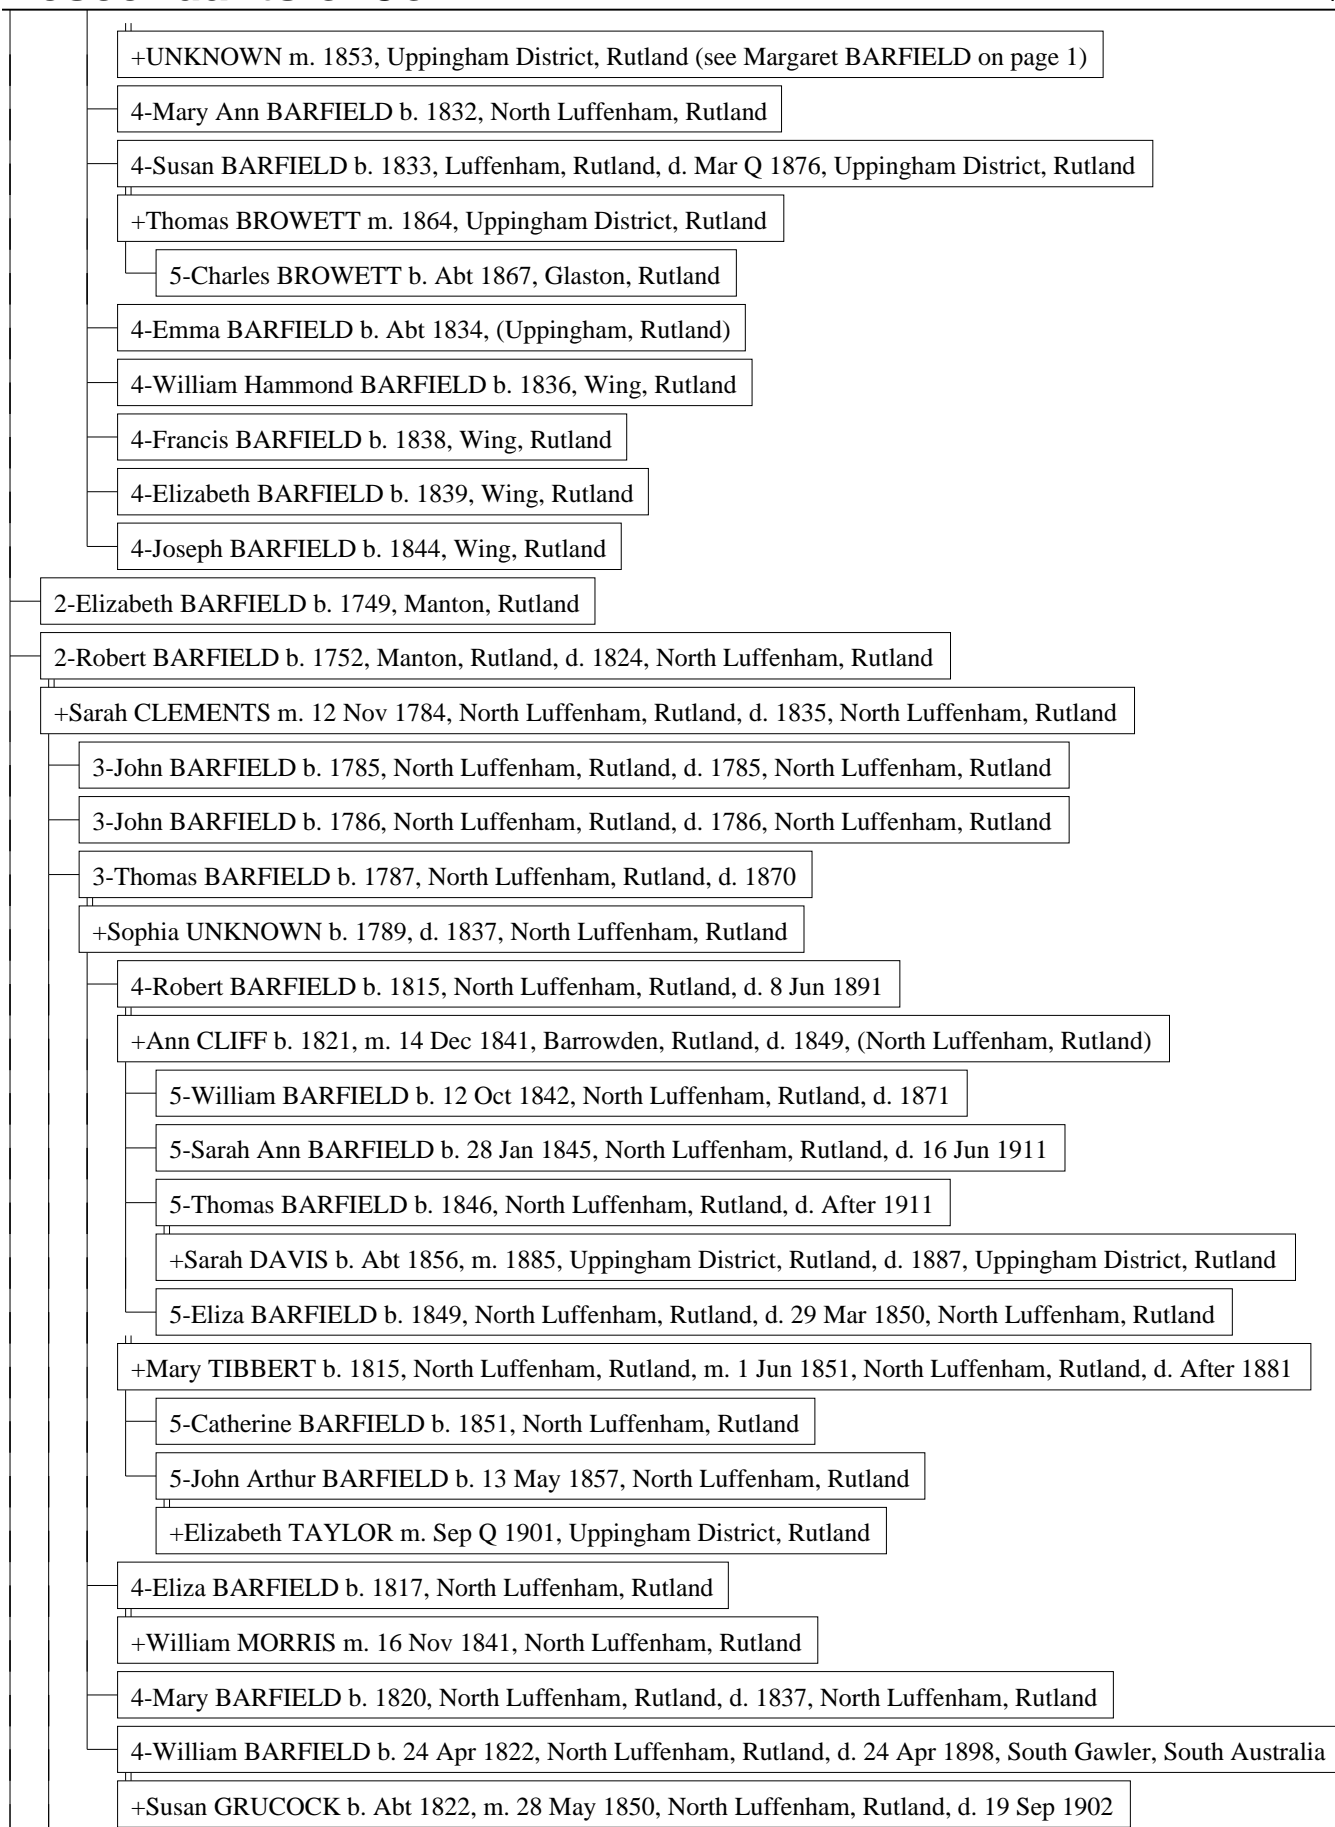 +UNKNOWN m. 1853, Uppingham District, Rutland (see Margaret BARFIELD on page 1)
4-Mary Ann BARFIELD b. 1832, North Luffenham, Rutland
4-Susan BARFIELD b. 1833, Luffenham, Rutland, d. Mar Q 1876, Uppingham District, Rutland
+Thomas BROWETT m. 1864, Uppingham District, Rutland
5-Charles BROWETT b. Abt 1867, Glaston, Rutland
4-Emma BARFIELD b. Abt 1834, (Uppingham, Rutland)
4-William Hammond BARFIELD b. 1836, Wing, Rutland
4-Francis BARFIELD b. 1838, Wing, Rutland
4-Elizabeth BARFIELD b. 1839, Wing, Rutland
4-Joseph BARFIELD b. 1844, Wing, Rutland
2-Elizabeth BARFIELD b. 1749, Manton, Rutland
2-Robert BARFIELD b. 1752, Manton, Rutland, d. 1824, North Luffenham, Rutland
+Sarah CLEMENTS m. 12 Nov 1784, North Luffenham, Rutland, d. 1835, North Luffenham, Rutland
3-John BARFIELD b. 1785, North Luffenham, Rutland, d. 1785, North Luffenham, Rutland
3-John BARFIELD b. 1786, North Luffenham, Rutland, d. 1786, North Luffenham, Rutland
3-Thomas BARFIELD b. 1787, North Luffenham, Rutland, d. 1870
+Sophia UNKNOWN b. 1789, d. 1837, North Luffenham, Rutland
4-Robert BARFIELD b. 1815, North Luffenham, Rutland, d. 8 Jun 1891
+Ann CLIFF b. 1821, m. 14 Dec 1841, Barrowden, Rutland, d. 1849, (North Luffenham, Rutland)
5-William BARFIELD b. 12 Oct 1842, North Luffenham, Rutland, d. 1871
5-Sarah Ann BARFIELD b. 28 Jan 1845, North Luffenham, Rutland, d. 16 Jun 1911
5-Thomas BARFIELD b. 1846, North Luffenham, Rutland, d. After 1911
+Sarah DAVIS b. Abt 1856, m. 1885, Uppingham District, Rutland, d. 1887, Uppingham District, Rutland
5-Eliza BARFIELD b. 1849, North Luffenham, Rutland, d. 29 Mar 1850, North Luffenham, Rutland
+Mary TIBBERT b. 1815, North Luffenham, Rutland, m. 1 Jun 1851, North Luffenham, Rutland, d. After 1881
5-Catherine BARFIELD b. 1851, North Luffenham, Rutland
5-John Arthur BARFIELD b. 13 May 1857, North Luffenham, Rutland
+Elizabeth TAYLOR m. Sep Q 1901, Uppingham District, Rutland
4-Eliza BARFIELD b. 1817, North Luffenham, Rutland
+William MORRIS m. 16 Nov 1841, North Luffenham, Rutland
4-Mary BARFIELD b. 1820, North Luffenham, Rutland, d. 1837, North Luffenham, Rutland
4-William BARFIELD b. 24 Apr 1822, North Luffenham, Rutland, d. 24 Apr 1898, South Gawler, South Australia
+Susan GRUCOCK b. Abt 1822, m. 28 May 1850, North Luffenham, Rutland, d. 19 Sep 1902